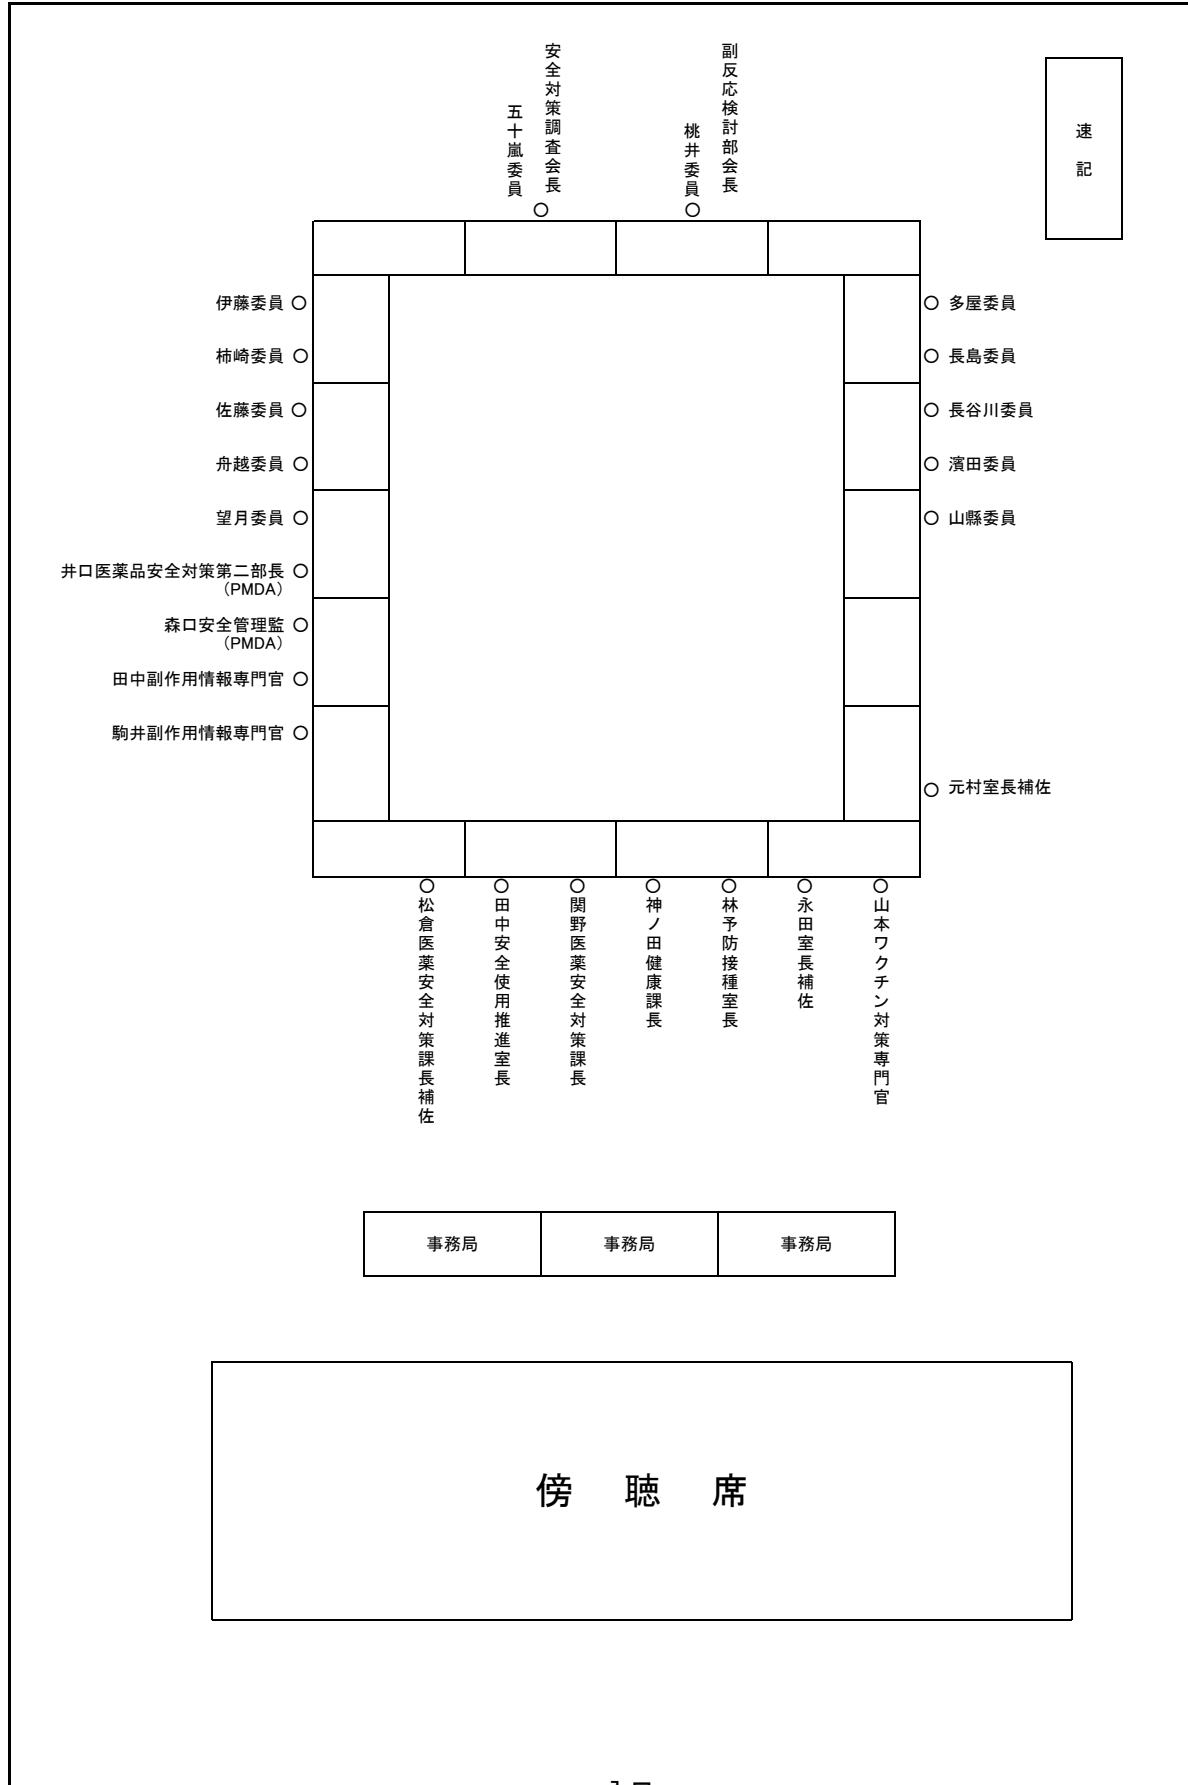 安全対策調査会長
五十嵐委員
副反応検討部会長
桃井委員
速記
伊藤委員
柿崎委員
佐藤委員
舟越委員
望月委員
井口医薬品安全対策第二部長
（PMDA）
森口安全管理監
（PMDA）
田中副作用情報専門官
駒井副作用情報専門官
多屋委員
長島委員
長谷川委員
濱田委員
山縣委員
元村室長補佐
松倉医薬安全対策課長補佐
田中安全使用推進室長
関野医薬安全対策課長
神ノ田健康課長
林予防接種室長
永田室長補佐
山本ワクチン対策専門官
事務局
事務局
事務局
傍聴席